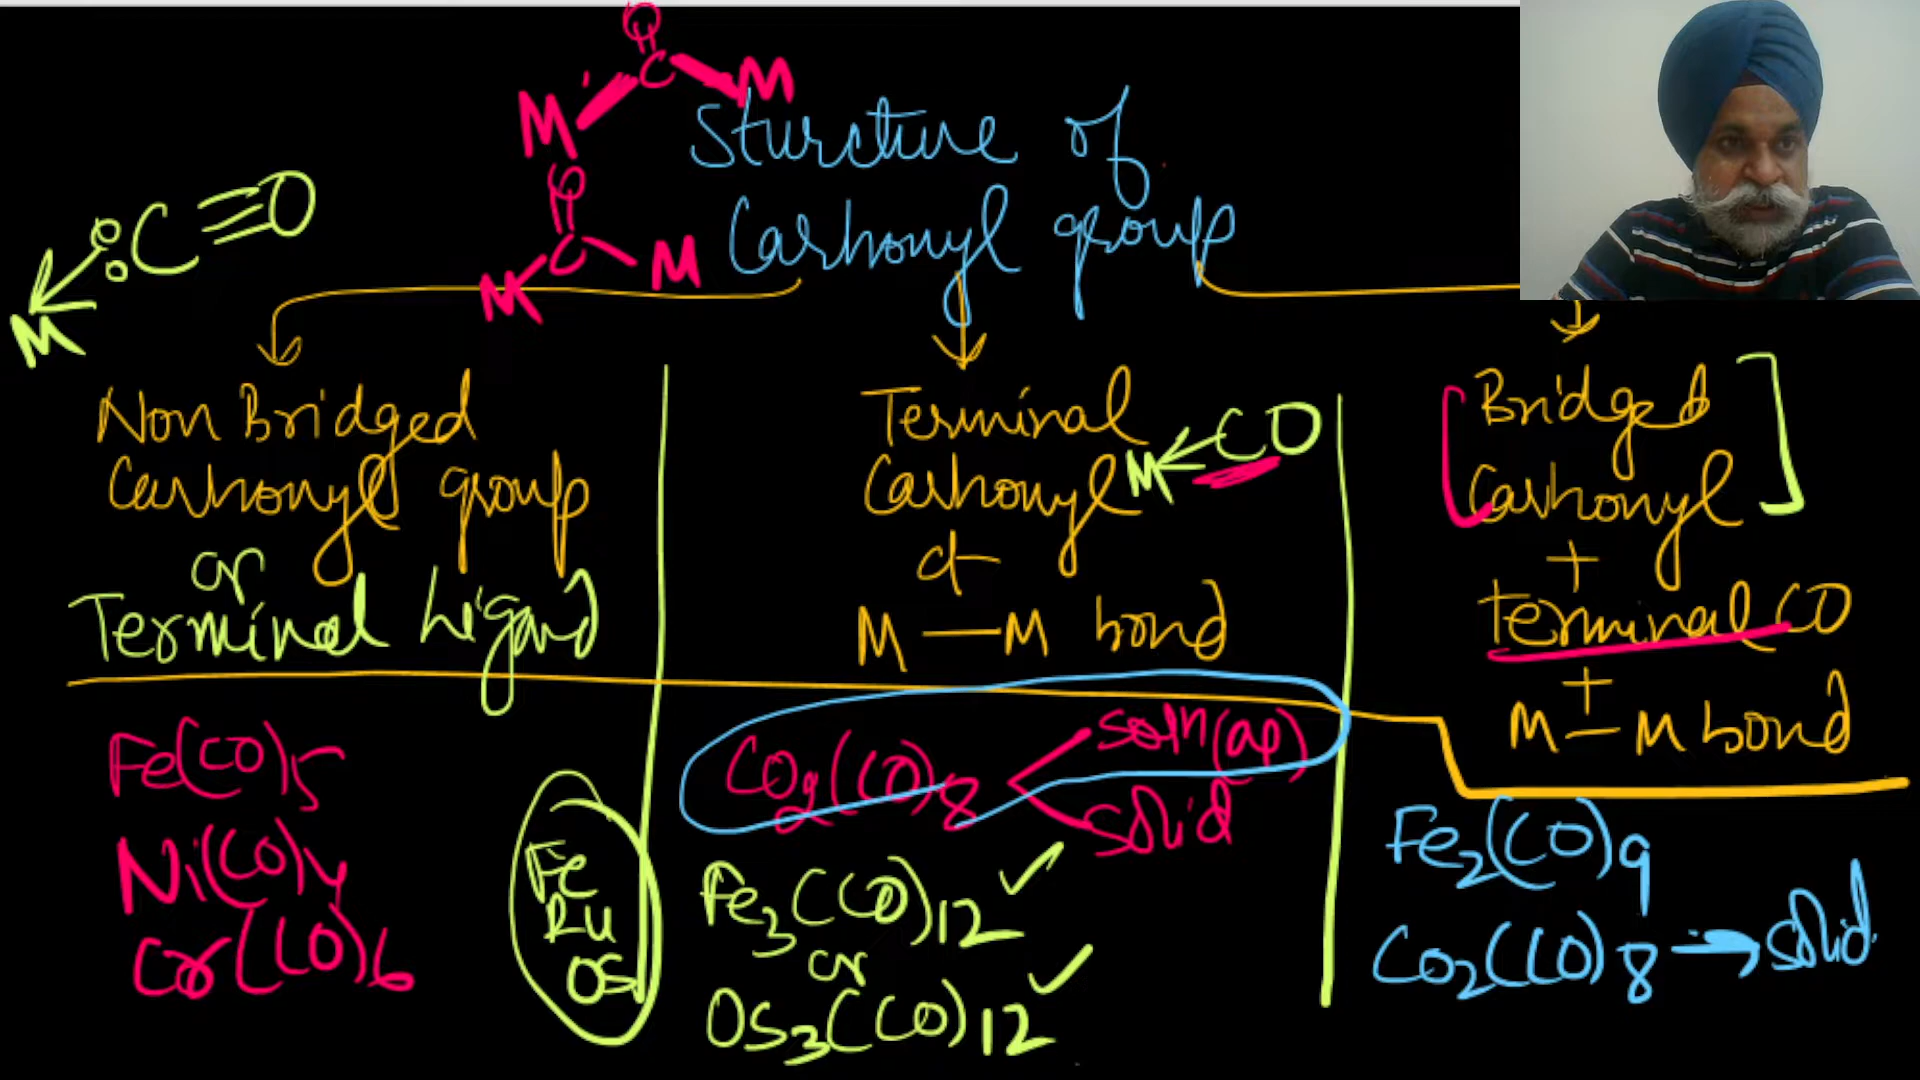 O
C
M M
Sturcture of
Carbonyl group
M C≡O
O
C
M M
Non Bridged
Carbonyl group
or
Terminal Ligand
Fe(CO)5
Ni(CO)4
Cr(CO)6
Fe
Ru
Os
Terminal
Carbonyl
&
M — M bond
M ← CO
Co2(CO)8
soln(ap)
solid
Fe3(CO)12 ✓
or
Os3(CO)12 ✓
[Bridged
Carbonyl]
+
terminal CO
+
M — M bond
Fe2(CO)9
Co2(CO)8 → solid